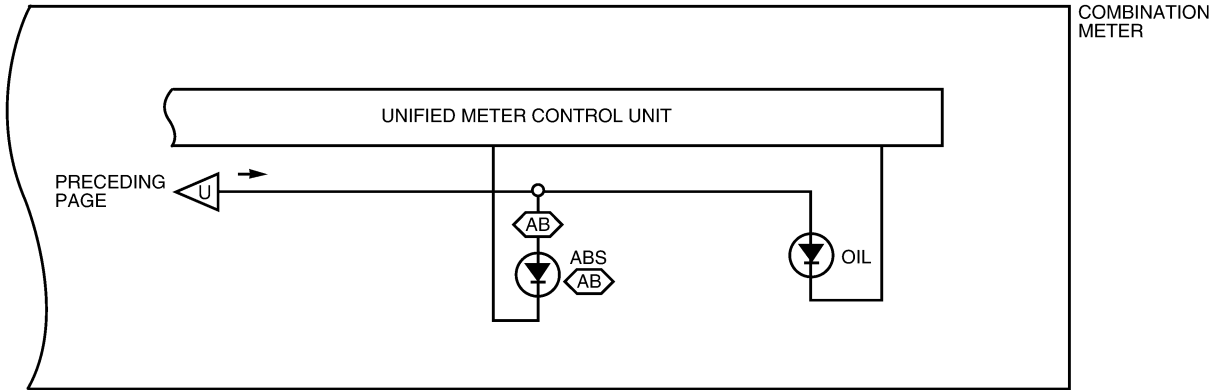 COMBINATION
METER
UNIFIED METER CONTROL UNIT
PRECEDING
PAGE
U
AB
ABS
AB
OIL